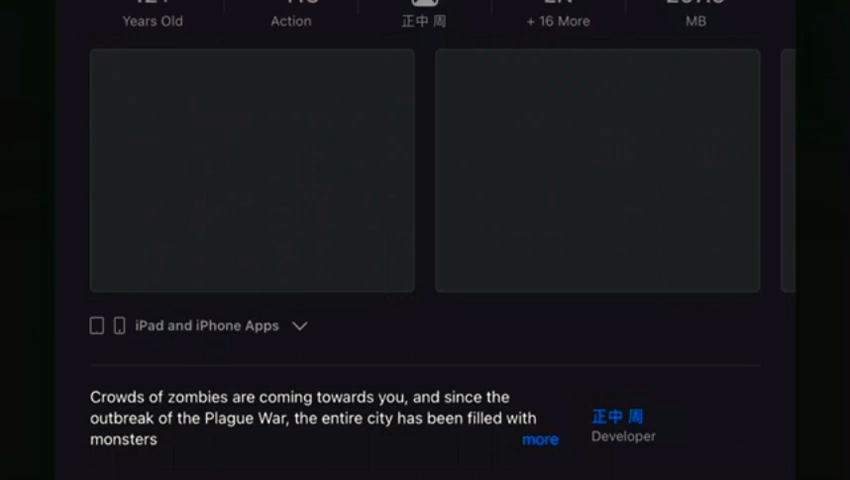 Years Old
Action
正中 周
+ 16 More
MB
iPad and iPhone Apps
Crowds of zombies are coming towards you, and since the
outbreak of the Plague War, the entire city has been filled with
monsters
more
正中 周
Developer